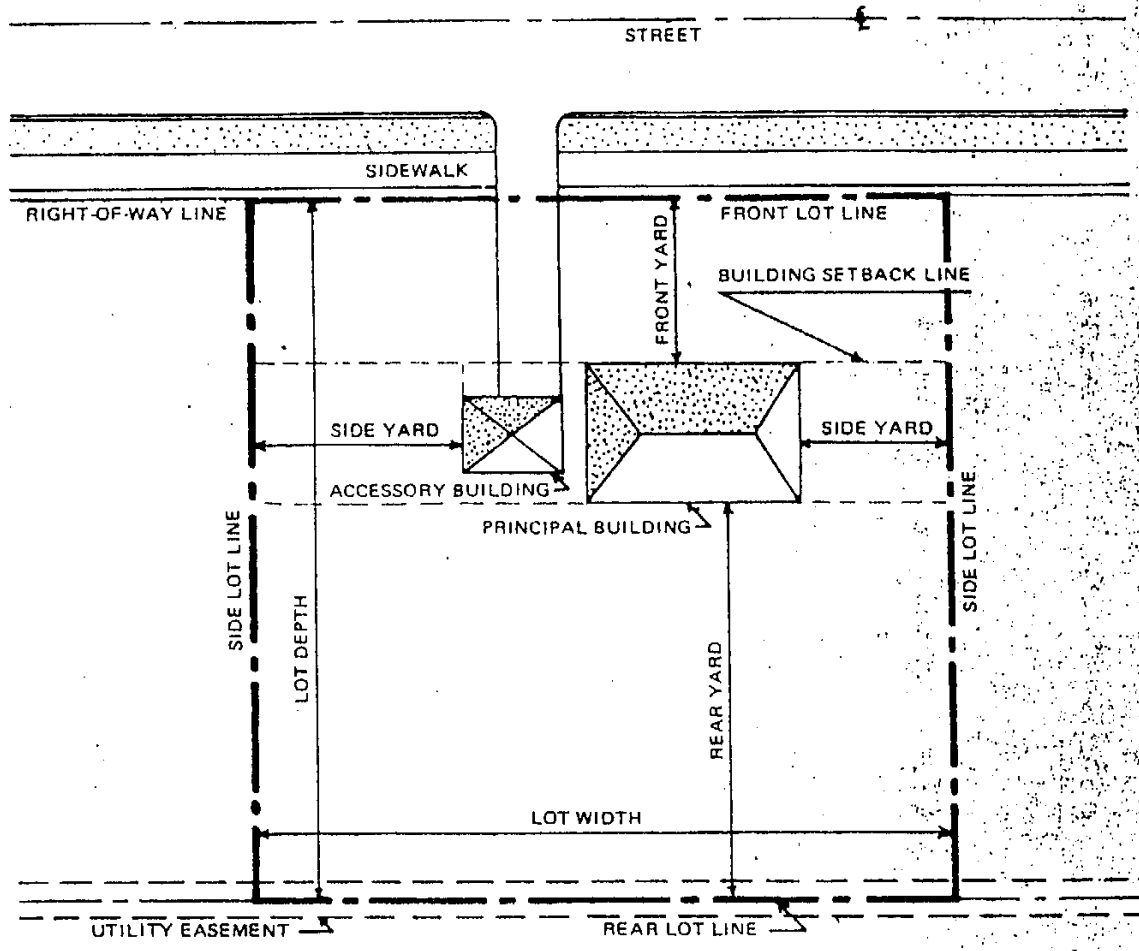 ℄
STREET
SIDEWALK
RIGHT-OF-WAY LINE
FRONT LOT LINE
FRONT YARD
BUILDING SETBACK LINE
SIDE YARD
SIDE YARD
ACCESSORY BUILDING
PRINCIPAL BUILDING
SIDE LOT LINE
SIDE LOT LINE
LOT DEPTH
REAR YARD
LOT WIDTH
UTILITY EASEMENT
REAR LOT LINE